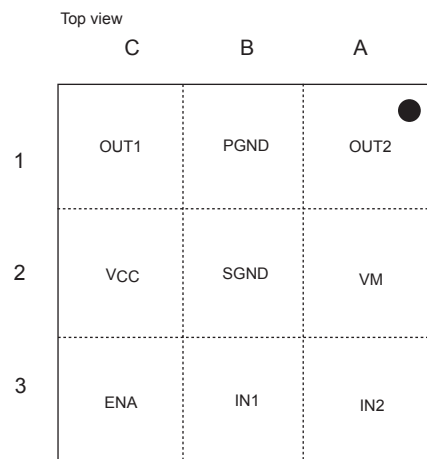 Top view
C B A
1 OUT1 PGND OUT2
2 VCC SGND VM
3 ENA IN1 IN2